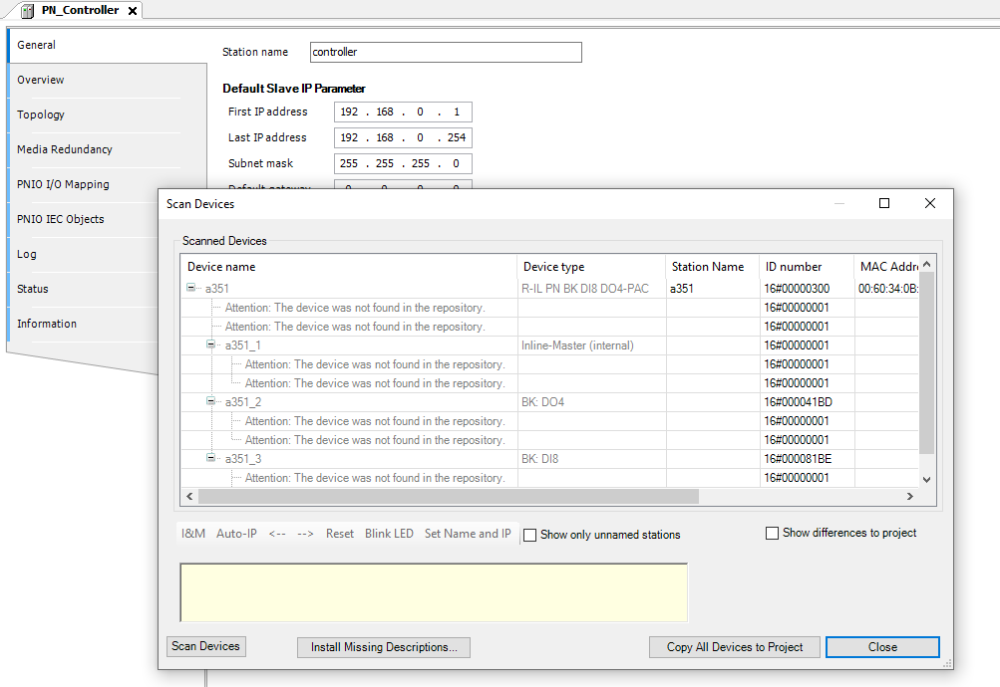 PN_Controller
General
Overview
Topology
Media Redundancy
PNIO I/O Mapping
PNIO IEC Objects
Log
Status
Information
Station name controller
Default Slave IP Parameter
First IP address 192 . 168 . 0 . 1
Last IP address 192 . 168 . 0 . 254
Subnet mask 255 . 255 . 255 . 0
Default gateway 0 . 0 . 0 . 0
Scan Devices
Scanned Devices
Device name Device type Station Name ID number MAC Addre
a351 R-IL PN BK DI8 DO4-PAC a351 16#00000300 00:60:34:0B:
Attention: The device was not found in the repository. 16#00000001
Attention: The device was not found in the repository. 16#00000001
a351_1 Inline-Master (internal) 16#00000001
Attention: The device was not found in the repository. 16#00000001
Attention: The device was not found in the repository. 16#00000001
a351_2 BK: DO4 16#000041BD
Attention: The device was not found in the repository. 16#00000001
Attention: The device was not found in the repository. 16#00000001
a351_3 BK: DI8 16#000081BE
Attention: The device was not found in the repository. 16#00000001
I&M Auto-IP <-- --> Reset Blink LED Set Name and IP Show only unnamed stations Show differences to project
Scan Devices Install Missing Descriptions... Copy All Devices to Project Close